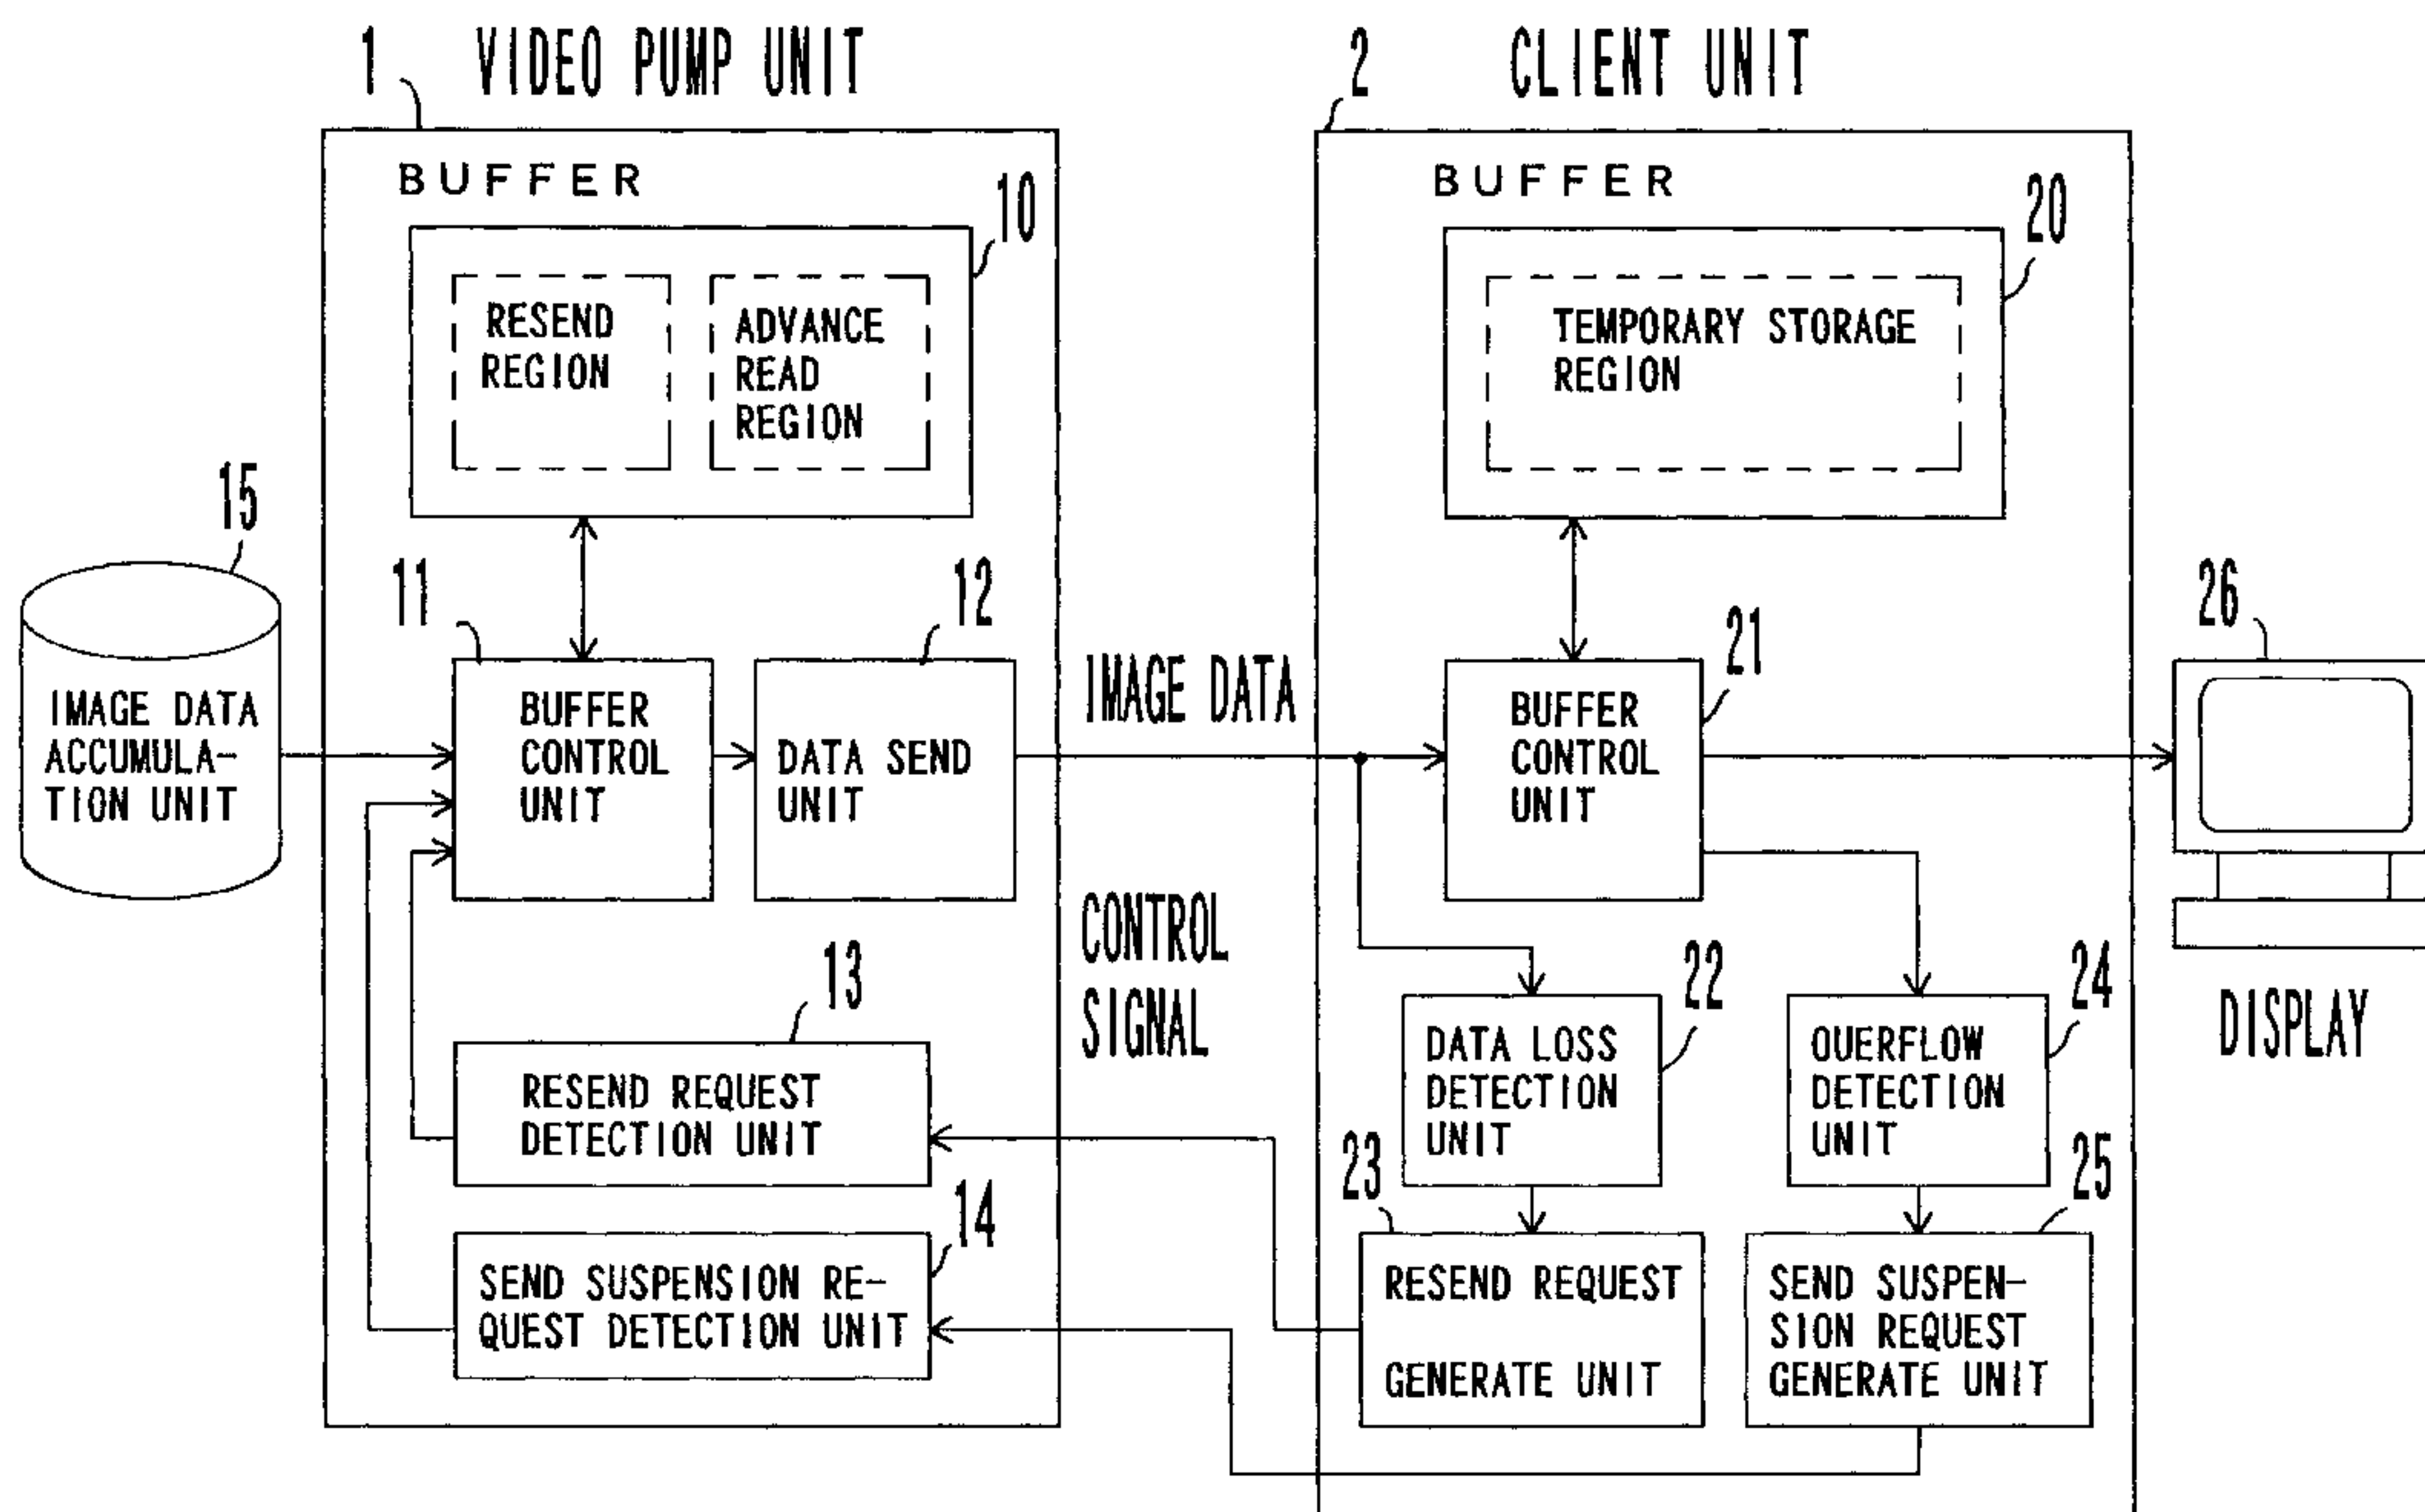 1 VIDEO PUMP UNIT
2 CLIENT UNIT
BUFFER
10
RESEND
REGION
ADVANCE
READ
REGION
BUFFER
20
TEMPORARY STORAGE
REGION
15
IMAGE DATA
ACCUMULA-
TION UNIT
11
BUFFER
CONTROL
UNIT
12
DATA SEND
UNIT
IMAGE DATA
21
BUFFER
CONTROL
UNIT
26
DISPLAY
CONTROL
SIGNAL
13
RESEND REQUEST
DETECTION UNIT
14
SEND SUSPENSION RE-
QUEST DETECTION UNIT
22
DATA LOSS
DETECTION
UNIT
24
OUERFLOW
DETECTION
UNIT
23
RESEND REQUEST
GENERATE UNIT
25
SEND SUSPEN-
SION REQUEST
GENERATE UNIT